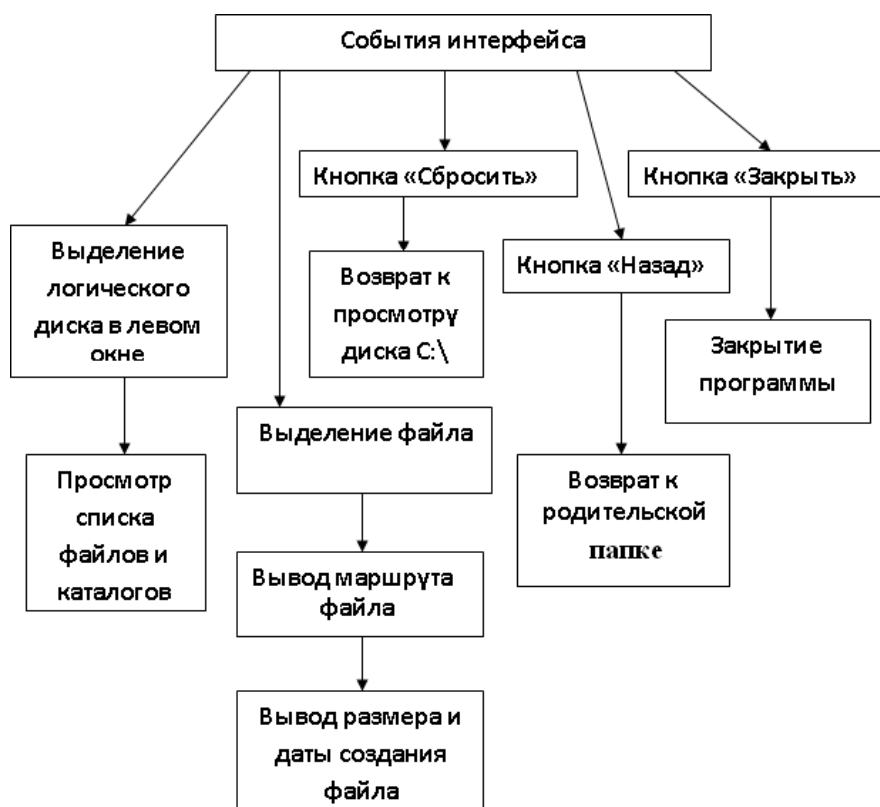 События интерфейса
Кнопка «Сбросить»
Кнопка «Закрыть»
Выделение
логического
диска в левом
окне
Возврат к
просмотру
диска C:\
Кнопка «Назад»
Закрытие
программы
Выделение файла
Просмотр
списка
файлов и
каталогов
Возврат к
родительской
папке
Вывод маршрута
файла
Вывод размера и
даты создания
файла